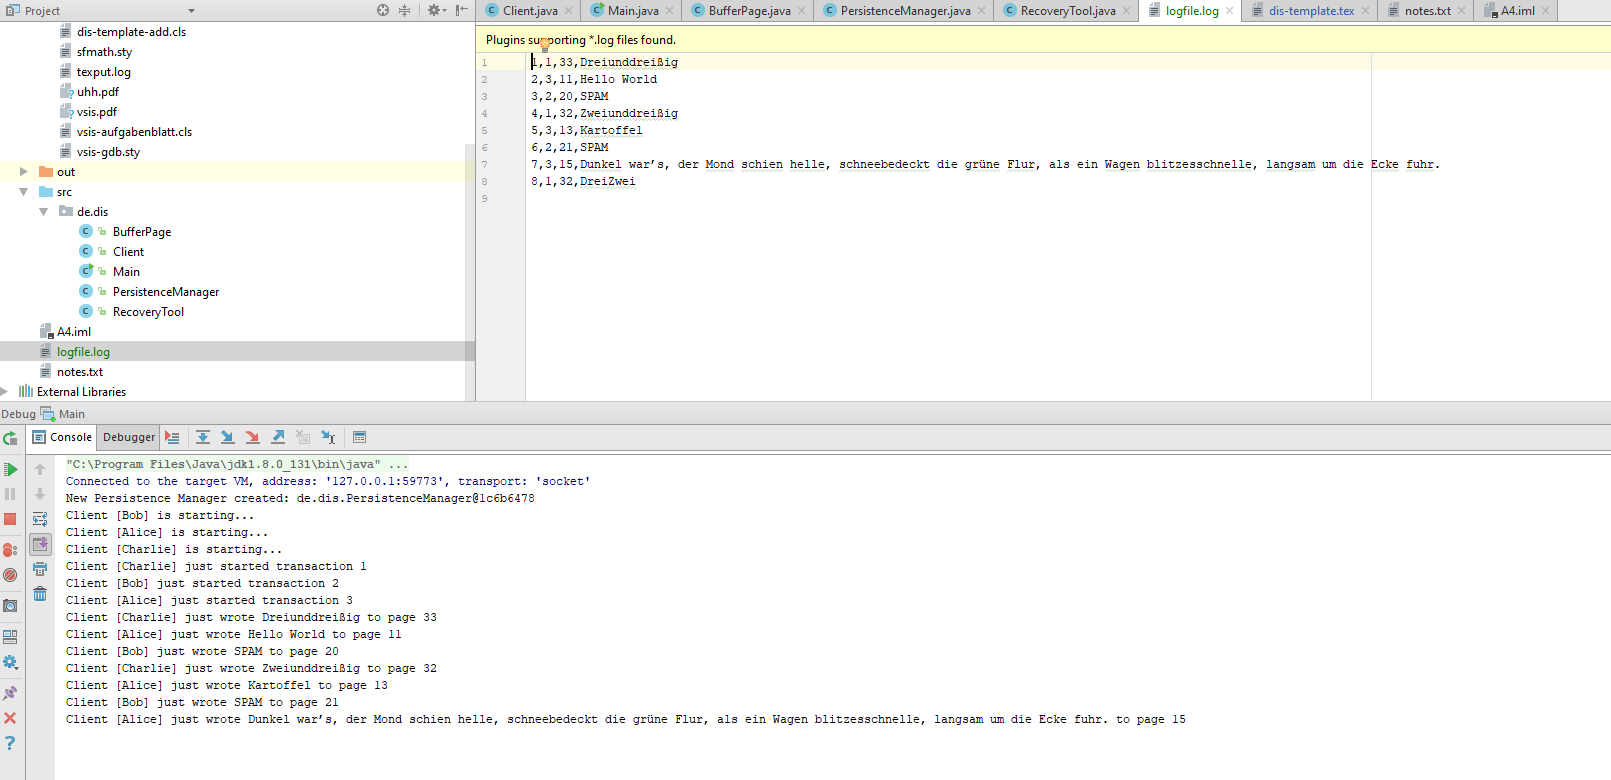 Project
Client.java
Main.java
BufferPage.java
PersistenceManager.java
RecoveryTool.java
logfile.log
dis-template.tex
notes.txt
A4.iml
dis-template-add.cls
sfmath.sty
texput.log
uhh.pdf
vsis.pdf
vsis-aufgabenblatt.cls
vsis-gdb.sty
out
src
de.dis
BufferPage
Client
Main
PersistenceManager
RecoveryTool
A4.iml
logfile.log
notes.txt
External Libraries
Plugins supporting *.log files found.
1 1,1,33,Dreiunddreißig
2 2,3,11,Hello World
3 3,2,20,SPAM
4 4,1,32,Zweiunddreißig
5 5,3,13,Kartoffel
6 6,2,21,SPAM
7 7,3,15,Dunkel war’s, der Mond schien helle, schneebedeckt die grüne Flur, als ein Wagen blitzesschnelle, langsam um die Ecke fuhr.
8 8,1,32,DreiZwei
9
Debug Main
Console Debugger
"C:\Program Files\Java\jdk1.8.0_131\bin\java" ...
Connected to the target VM, address: '127.0.0.1:59773', transport: 'socket'
New Persistence Manager created: de.dis.PersistenceManager@1c6b6478
Client [Bob] is starting...
Client [Alice] is starting...
Client [Charlie] is starting...
Client [Charlie] just started transaction 1
Client [Bob] just started transaction 2
Client [Alice] just started transaction 3
Client [Charlie] just wrote Dreiunddreißig to page 33
Client [Alice] just wrote Hello World to page 11
Client [Bob] just wrote SPAM to page 20
Client [Charlie] just wrote Zweiunddreißig to page 32
Client [Alice] just wrote Kartoffel to page 13
Client [Bob] just wrote SPAM to page 21
Client [Alice] just wrote Dunkel war’s, der Mond schien helle, schneebedeckt die grüne Flur, als ein Wagen blitzesschnelle, langsam um die Ecke fuhr. to page 15